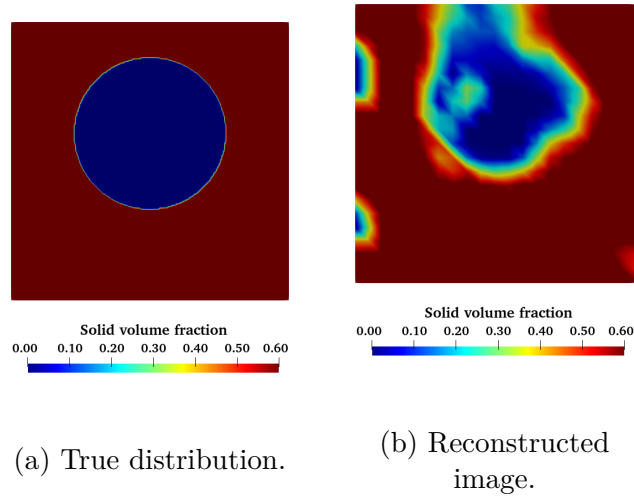 Solid volume fraction
0.00 0.10 0.20 0.30 0.40 0.50 0.60
(a) True distribution.
Solid volume fraction
0.00 0.10 0.20 0.30 0.40 0.50 0.60
(b) Reconstructed
image.